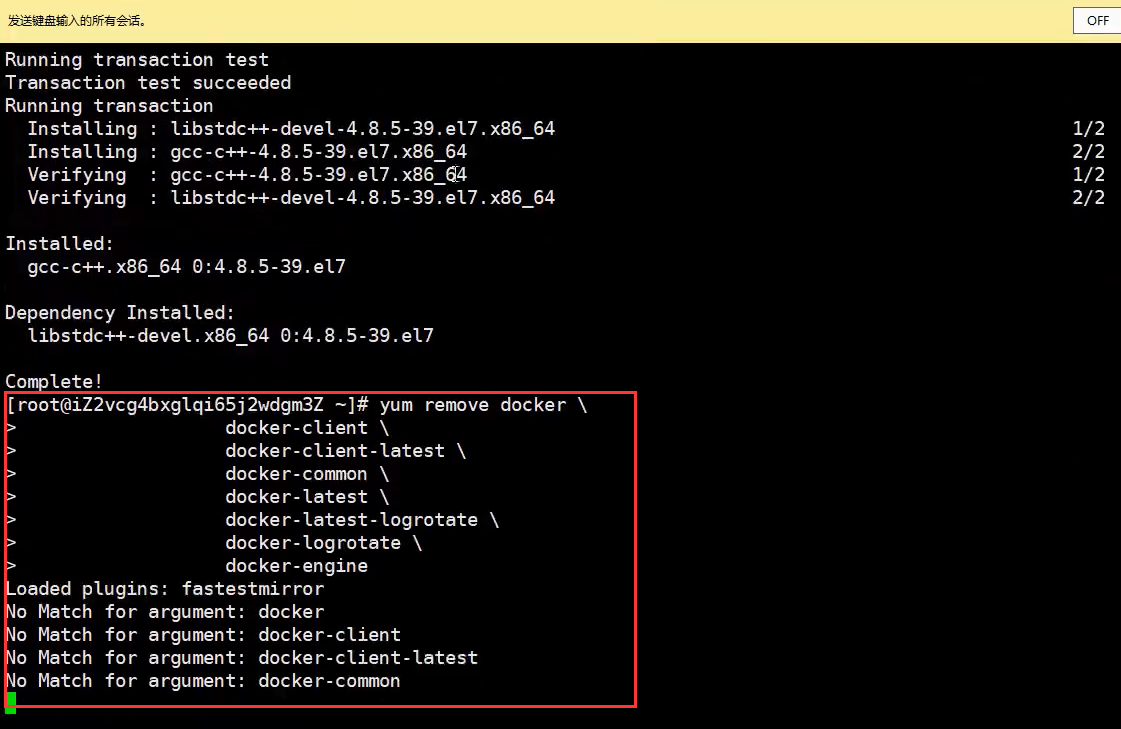 发送键盘输入的所有会话。
OFF
Running transaction test
Transaction test succeeded
Running transaction
  Installing : libstdc++-devel-4.8.5-39.el7.x86_64 1/2
  Installing : gcc-c++-4.8.5-39.el7.x86_64 2/2
  Verifying  : gcc-c++-4.8.5-39.el7.x86_64 1/2
  Verifying  : libstdc++-devel-4.8.5-39.el7.x86_64 2/2
Installed:
  gcc-c++.x86_64 0:4.8.5-39.el7
Dependency Installed:
  libstdc++-devel.x86_64 0:4.8.5-39.el7
Complete!
[root@iZ2vcg4bxglqi65j2wdgm3Z ~]# yum remove docker \
>                   docker-client \
>                   docker-client-latest \
>                   docker-common \
>                   docker-latest \
>                   docker-latest-logrotate \
>                   docker-logrotate \
>                   docker-engine
Loaded plugins: fastestmirror
No Match for argument: docker
No Match for argument: docker-client
No Match for argument: docker-client-latest
No Match for argument: docker-common